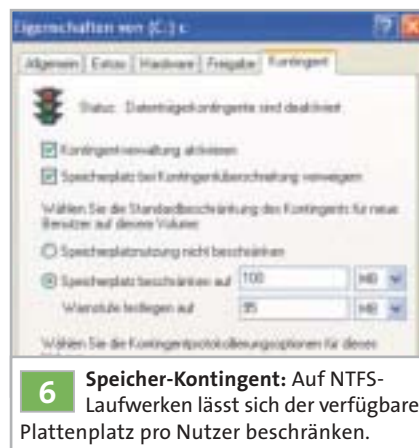 Eigenschaften von (C:) c
Allgemein Extras Hardware Freigabe Kontingent
Status: Datenträgerkontingente sind deaktiviert
Kontingentverwaltung aktivieren
Speicherplatz bei Kontingentüberschreitung verweigern
Wählen Sie die Standardbeschränkung des Kontingents für neue
Benutzer auf diesem Volume:
Speicherplatznutzung nicht beschränken
Speicherplatz beschränken auf 100 MB
Warnstufe festlegen auf 95 MB
Wählen Sie die Kontingentprotokollierungsoptionen für dieses
6 Speicher-Kontingent: Auf NTFS-
Laufwerken lässt sich der verfügbare
Plattenplatz pro Nutzer beschränken.